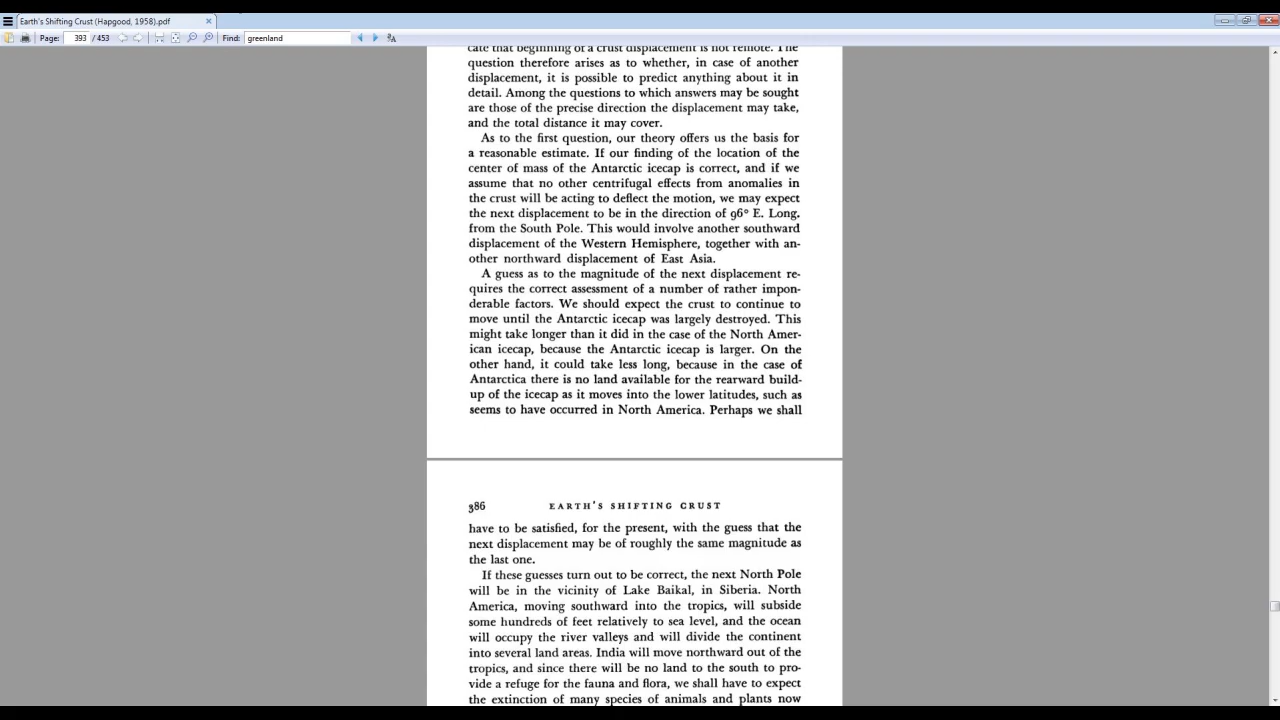 Earth's Shifting Crust (Hapgood, 1958).pdf
Page: 393 / 453 Find: greenland
cate that beginning of a crust displacement is not remote. The
question therefore arises as to whether, in case of another
displacement, it is possible to predict anything about it in
detail. Among the questions to which answers may be sought
are those of the precise direction the displacement may take,
and the total distance it may cover.
As to the first question, our theory offers us the basis for
a reasonable estimate. If our finding of the location of the
center of mass of the Antarctic icecap is correct, and if we
assume that no other centrifugal effects from anomalies in
the crust will be acting to deflect the motion, we may expect
the next displacement to be in the direction of 96° E. Long.
from the South Pole. This would involve another southward
displacement of the Western Hemisphere, together with an-
other northward displacement of East Asia.
A guess as to the magnitude of the next displacement re-
quires the correct assessment of a number of rather impon-
derable factors. We should expect the crust to continue to
move until the Antarctic icecap was largely destroyed. This
might take longer than it did in the case of the North Amer-
ican icecap, because the Antarctic icecap is larger. On the
other hand, it could take less long, because in the case of
Antarctica there is no land available for the rearward build-
up of the icecap as it moves into the lower latitudes, such as
seems to have occurred in North America. Perhaps we shall
386 EARTH'S SHIFTING CRUST
have to be satisfied, for the present, with the guess that the
next displacement may be of roughly the same magnitude as
the last one.
If these guesses turn out to be correct, the next North Pole
will be in the vicinity of Lake Baikal, in Siberia. North
America, moving southward into the tropics, will subside
some hundreds of feet relatively to sea level, and the ocean
will occupy the river valleys and will divide the continent
into several land areas. India will move northward out of the
tropics, and since there will be no land to the south to pro-
vide a refuge for the fauna and flora, we shall have to expect
the extinction of many species of animals and plants now